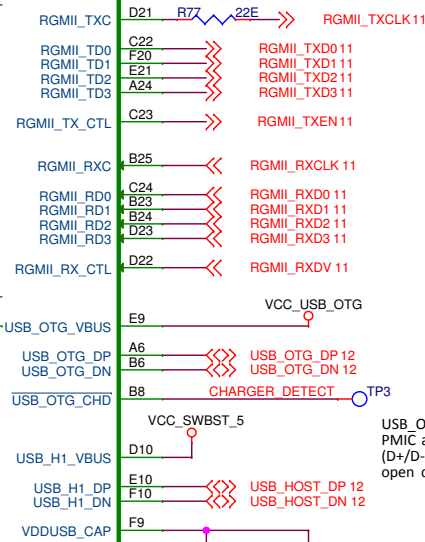 RGMII_TXC D21 R77 22E RGMII_TXCLK11
RGMII_TD0 C22 RGMII_TXD0 11
RGMII_TD1 F20 RGMII_TXD1 11
RGMII_TD2 E21 RGMII_TXD2 11
RGMII_TD3 A24 RGMII_TXD3 11
RGMII_TX_CTL C23 RGMII_TXEN 11
RGMII_RXC B25 RGMII_RXCLK 11
RGMII_RD0 C24 RGMII_RXD0 11
RGMII_RD1 B23 RGMII_RXD1 11
RGMII_RD2 B24 RGMII_RXD2 11
RGMII_RD3 D23 RGMII_RXD3 11
RGMII_RX_CTL D22 RGMII_RXDV 11
VCC_USB_OTG
USB_OTG_VBUS E9
USB_OTG_DP A6 USB_OTG_DP 12
USB_OTG_DN B6 USB_OTG_DN 12
USB_OTG_CHD B8 CHARGER_DETECT TP3
VCC_SWBST_5
USB_O
PMIC a
(D+/D-
open d
USB_H1_VBUS D10
USB_H1_DP E10 USB_HOST_DP 12
USB_H1_DN F10 USB_HOST_DN 12
VDDUSB_CAP F9